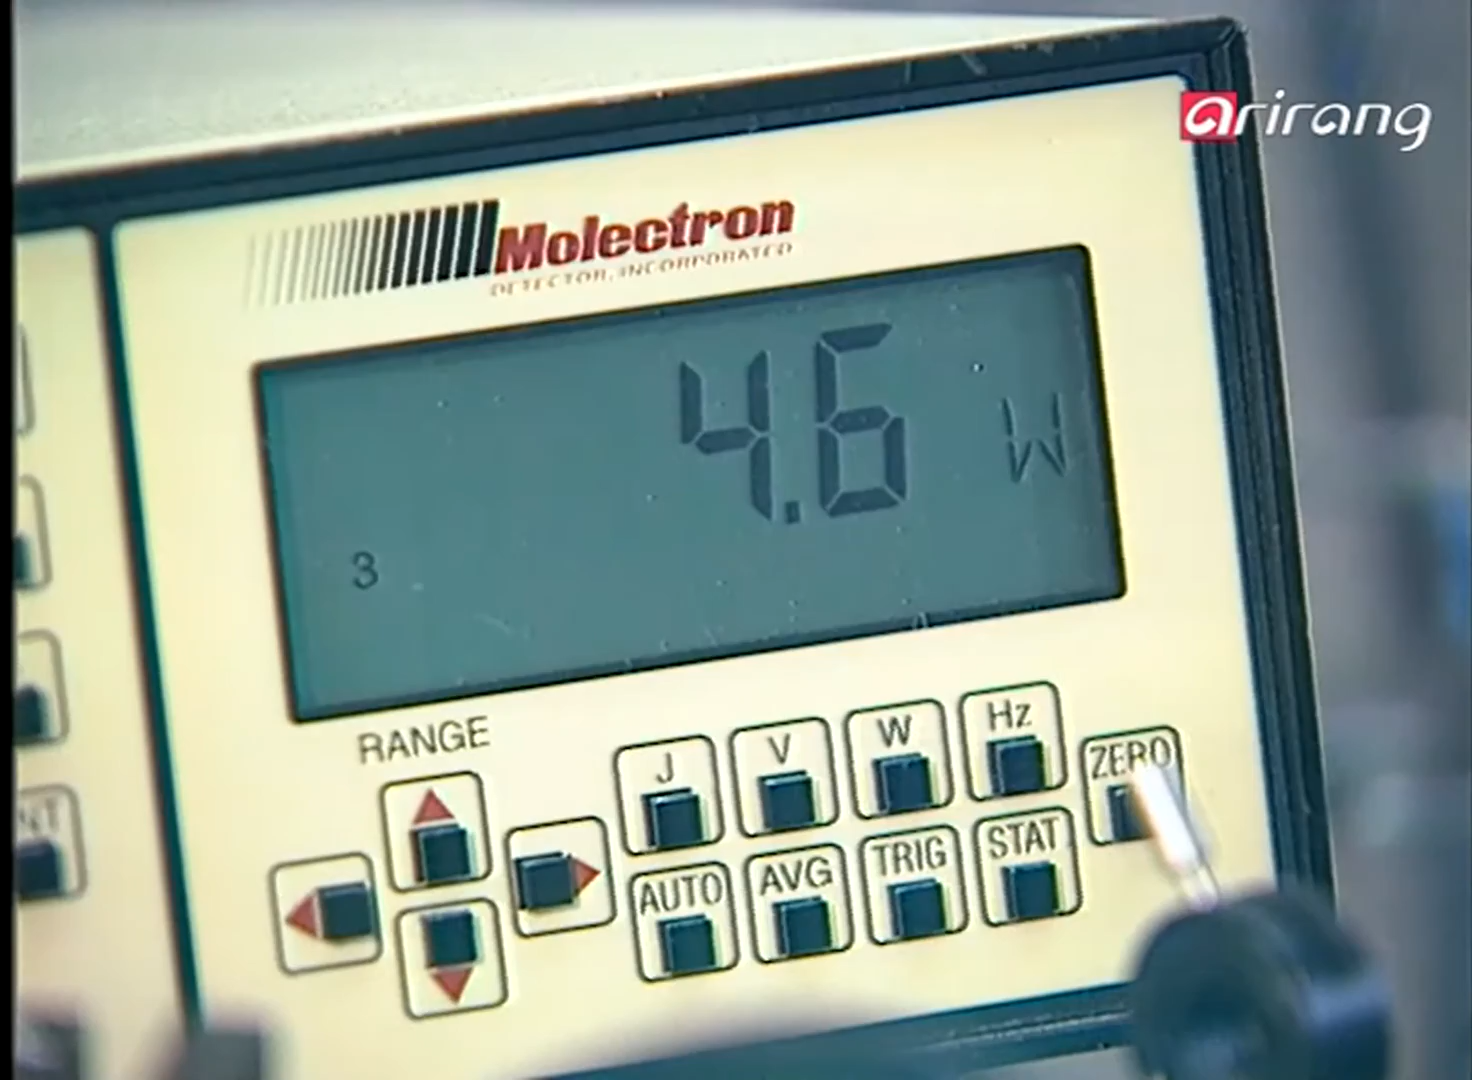 arirang
Molectron
DETECTOR, INCORPORATED
4.6 W
3
RANGE
J V W Hz ZERO
AUTO AVG TRIG STAT